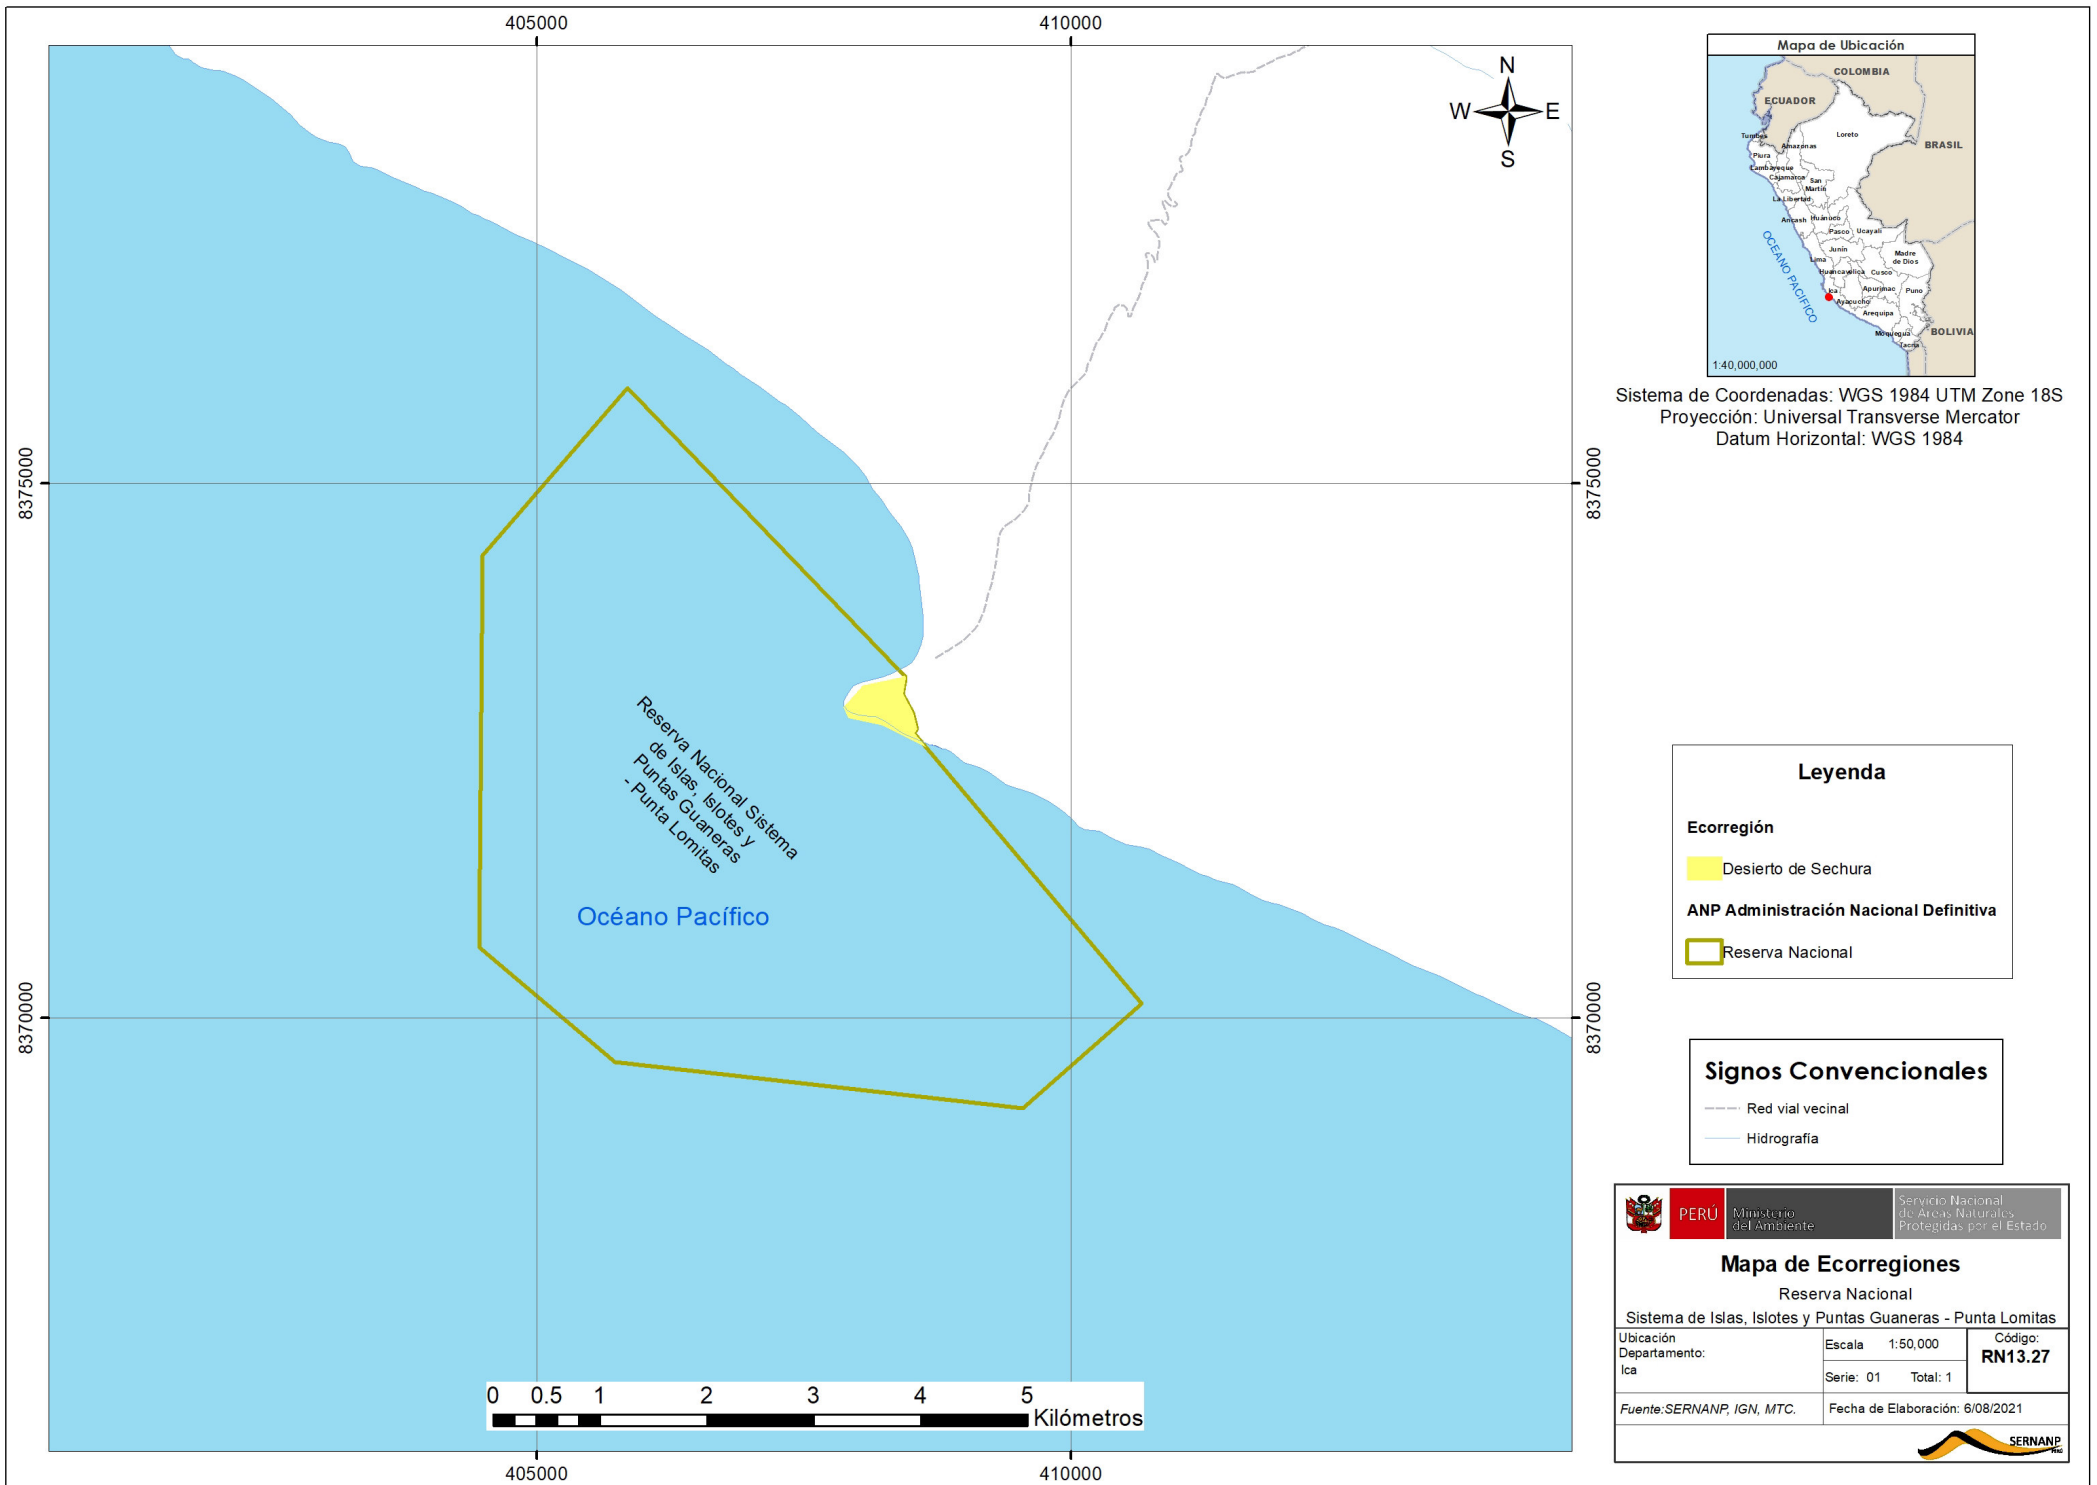 405000
410000
N
W
E
S
8375000
8375000
8370000
8370000
Reserva Nacional Sistema
de Islas, Islotes y
Puntas Guaneras
- Punta Lomitas
Océano Pacífico
0 0.5 1 2 3 4 5
Kilómetros
405000
410000
Mapa de Ubicación
COLOMBIA
ECUADOR
Loreto
Tumbes
Amazonas
BRASIL
Piura
Lambayeque
Cajamarca
San
Martín
La Libertad
Ancash
Huánuco
Pasco
Ucayali
OCEANO PACÍFICO
Junín
Madre
de Dios
Lima
Huancavelica
Cusco
Ica
Apurimac
Puno
Ayacucho
Arequipa
Moquegua
BOLIVIA
Tacna
1:40,000,000
Sistema de Coordenadas: WGS 1984 UTM Zone 18S
Proyección: Universal Transverse Mercator
Datum Horizontal: WGS 1984
Leyenda
Ecorregión
Desierto de Sechura
ANP Administración Nacional Definitiva
Reserva Nacional
Signos Convencionales
Red vial vecinal
Hidrografía
PERÚ
Ministerio
del Ambiente
Servicio Nacional
de Áreas Naturales
Protegidas por el Estado
Mapa de Ecorregiones
Reserva Nacional
Sistema de Islas, Islotes y Puntas Guaneras - Punta Lomitas
Ubicación
Departamento:
Ica
Escala 1:50,000
Serie: 01 Total: 1
Código:
RN13.27
Fuente:SERNANP, IGN, MTC.
Fecha de Elaboración: 6/08/2021
SERNANP
PERÚ